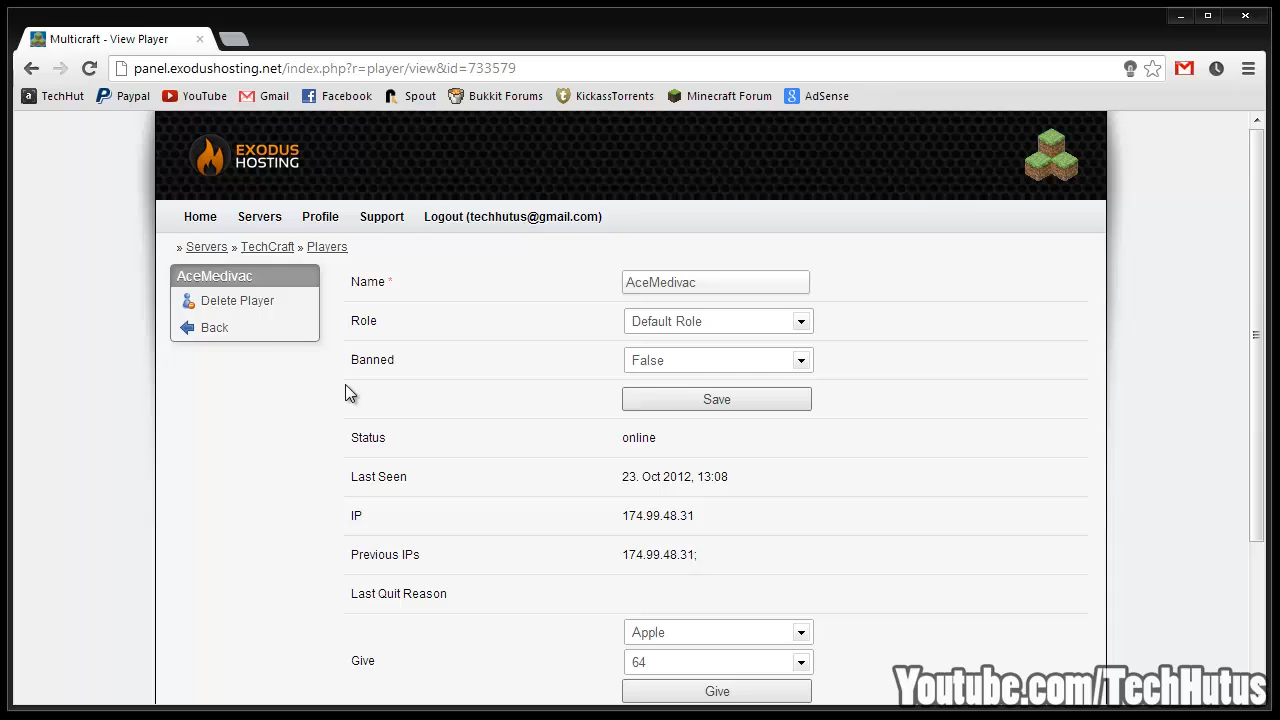 Multicraft - View Player
panel.exodushosting.net/index.php?r=player/view&id=733579
TechHut Paypal YouTube Gmail Facebook Spout Bukkit Forums KickassTorrents Minecraft Forum AdSense
EXODUS
HOSTING
Home Servers Profile Support Logout (techhutus@gmail.com)
» Servers » TechCraft » Players
AceMedivac
Delete Player
Back
Name * AceMedivac
Role Default Role
Banned False
Save
Status online
Last Seen 23. Oct 2012, 13:08
IP 174.99.48.31
Previous IPs 174.99.48.31;
Last Quit Reason
Apple
Give 64
Give
Youtube.com/TechHutus